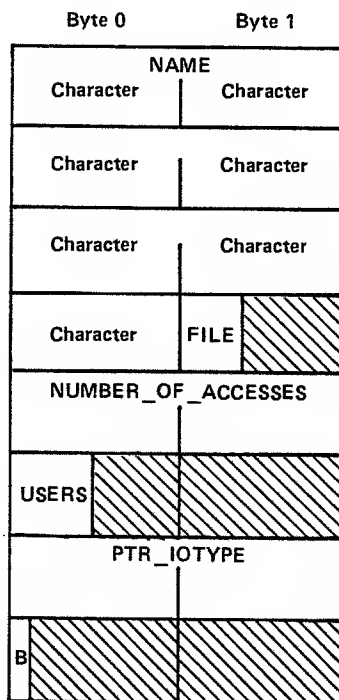 Byte 0 Byte 1
NAME
Character Character
Character Character
Character Character
Character FILE
NUMBER_OF_ACCESSES
USERS
PTR_IOTYPE
B